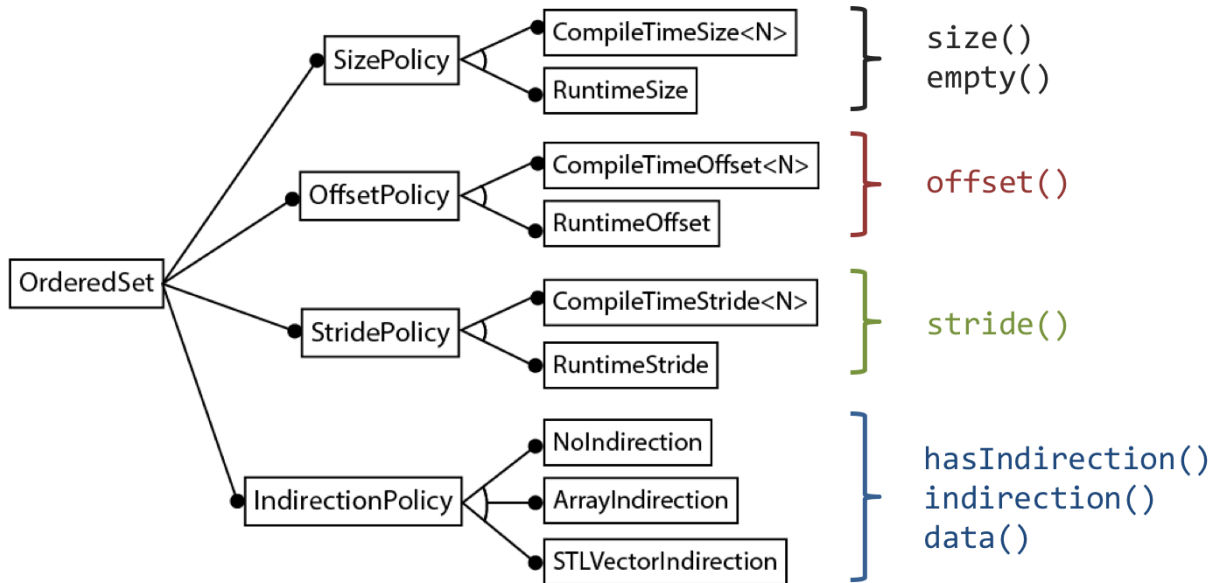 CompileTimeSize<N>
SizePolicy
RuntimeSize
size()
empty()
CompileTimeOffset<N>
OffsetPolicy
RuntimeOffset
offset()
OrderedSet
CompileTimeStride<N>
StridePolicy
RuntimeStride
stride()
NoIndirection
IndirectionPolicy
ArrayIndirection
STLVectorIndirection
hasIndirection()
indirection()
data()